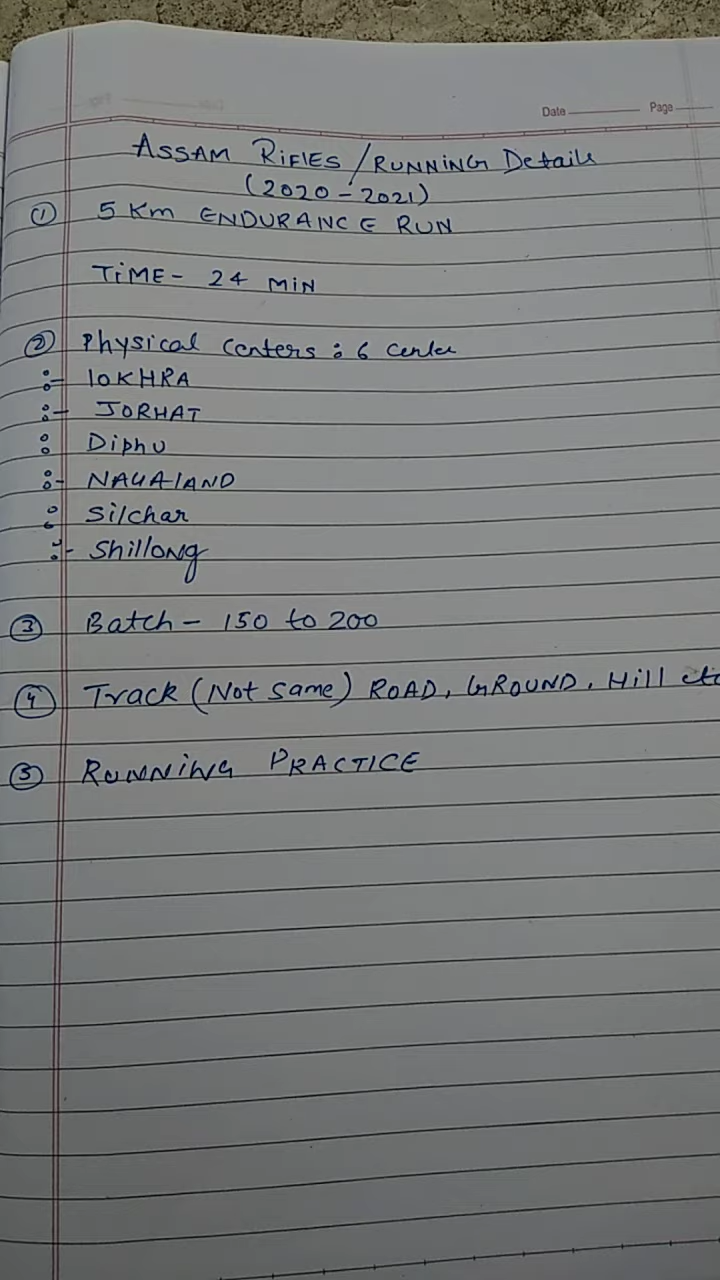 Date Page
ASSAM RIFLES / RUNNING Details
(2020-2021)
① 5 Km ENDURANCE RUN
TiME - 24 MiN
② Physical Centers : 6 Center
:- LOKHRA
:- JORHAT
: Diphu
:- NAGALAND
: Silchar
:- Shillong
③ Batch - 150 to 200
④ Track (Not Same) ROAD, GROUND, Hill etc
⑤ RUNNiNG PRACTICE